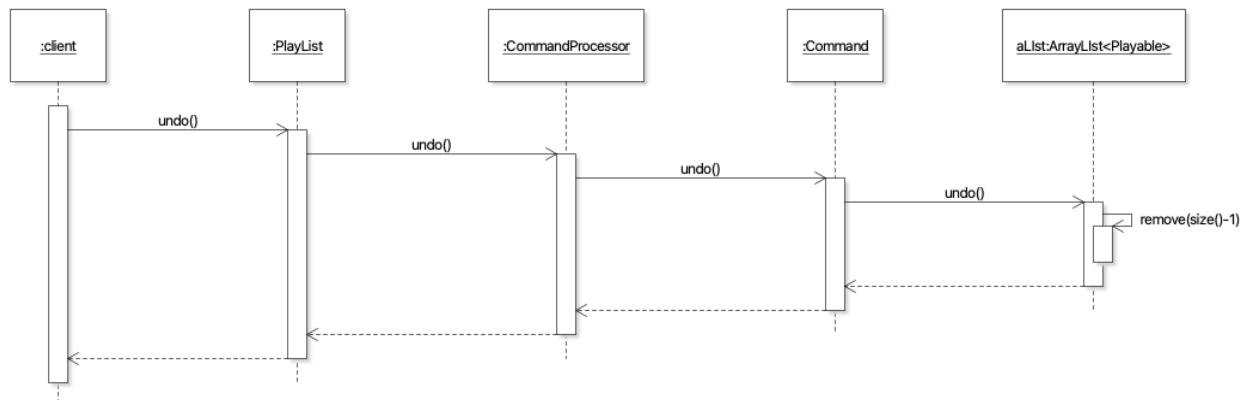 :client
:PlayList
:CommandProcessor
:Command
aLIst:ArrayLIst<Playable>
undo()
undo()
undo()
undo()
remove(size()-1)